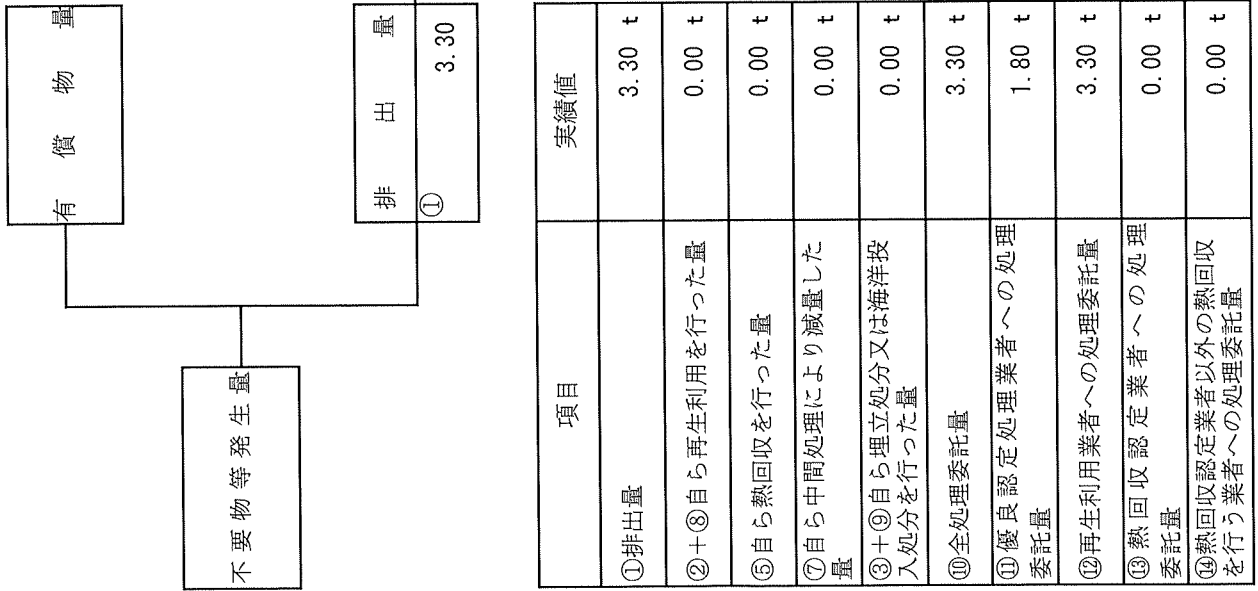 有償物量
不要物等発生量
排出量
①
3.30
項目 実績値
①排出量 3.30 t
②+⑧自ら再生利用を行った量 0.00 t
⑤自ら熱回収を行った量 0.00 t
⑦自ら中間処理により減量した
量 0.00 t
③+⑨自ら埋立処分又は海洋投
入処分を行った量 0.00 t
⑩全処理委託量 3.30 t
⑪優良認定処理業者への処理
委託量 1.80 t
⑫再生利用業者への処理委託量 3.30 t
⑬熱回収認定業者への処理
委託量 0.00 t
⑭熱回収認定業者以外の熱回収
を行う業者への処理委託量 0.00 t